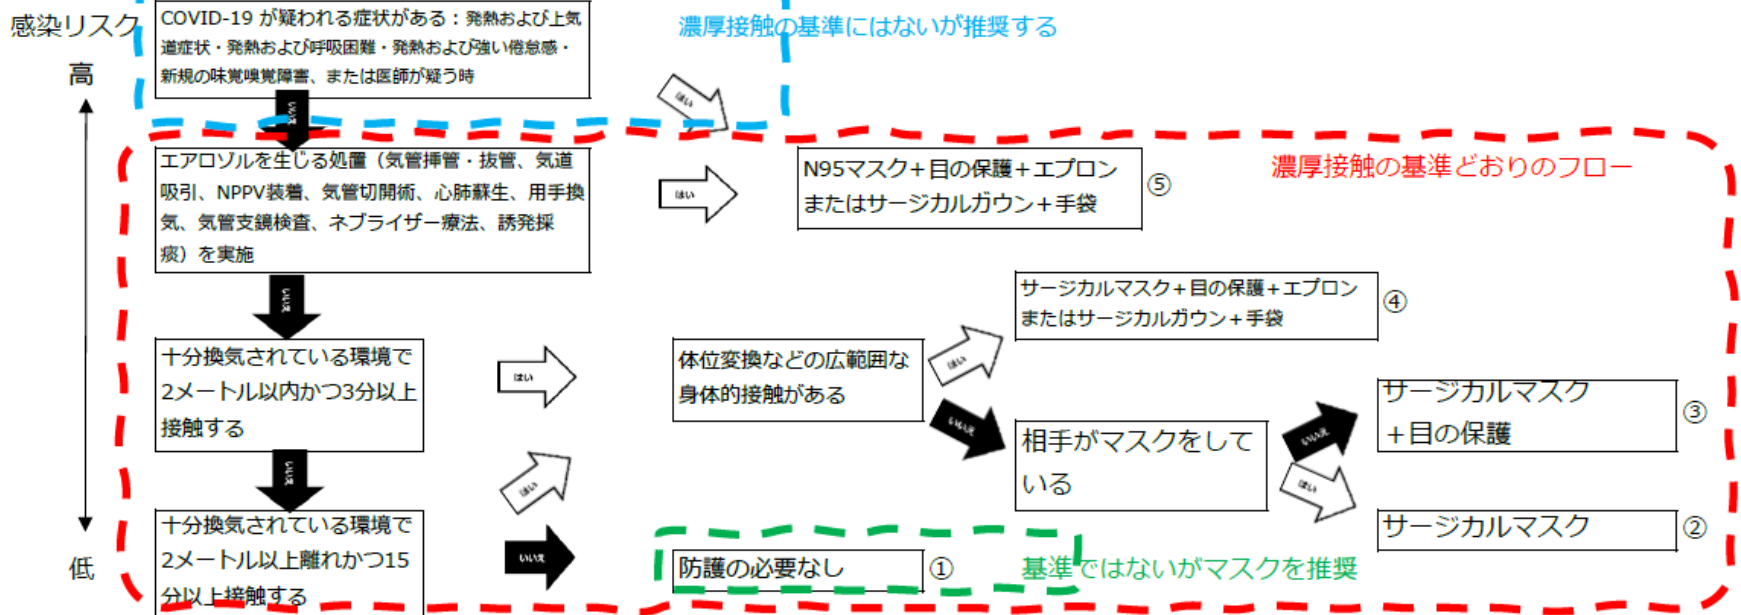 感染リスク
高
低
COVID-19 が疑われる症状がある：発熱および上気
道症状・発熱および呼吸困難・発熱および強い倦怠感・
新規の味覚嗅覚障害、または医師が疑う時
濃厚接触の基準にはないが推奨する
はい
いいえ
エアロゾルを生じる処置（気管挿管・抜管、気道
吸引、NPPV装着、気管切開術、心肺蘇生、用手換
気、気管支鏡検査、ネブライザー療法、誘発採
痰）を実施
はい
N95マスク＋目の保護＋エプロン
またはサージカルガウン＋手袋
⑤
濃厚接触の基準どおりのフロー
いいえ
サージカルマスク＋目の保護＋エプロン
またはサージカルガウン＋手袋
④
十分換気されている環境で
2メートル以内かつ3分以上
接触する
はい
体位変換などの広範囲な
身体的接触がある
はい
いいえ
相手がマスクをして
いる
いいえ
はい
サージカルマスク
＋目の保護
③
サージカルマスク
②
いいえ
はい
十分換気されている環境で
2メートル以上離れかつ15
分以上接触する
いいえ
防護の必要なし
①
基準ではないがマスクを推奨